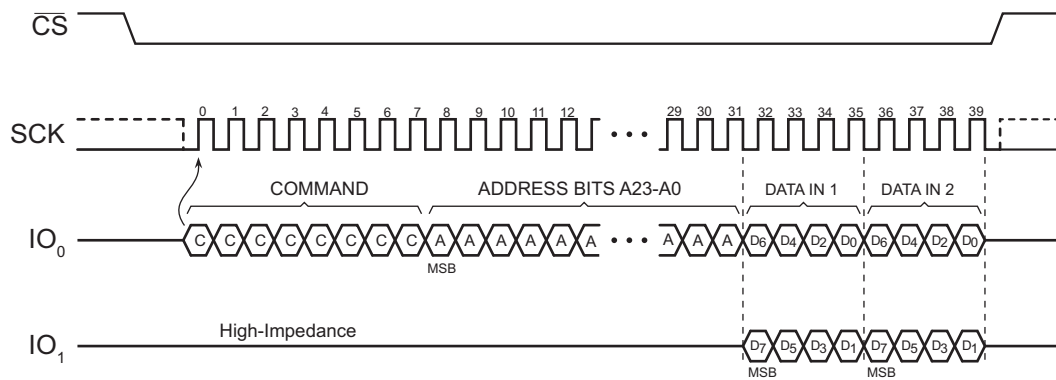 CS
0 1 2 3 4 5 6 7 8 9 10 11 12 29 30 31 32 33 34 35 36 37 38 39
SCK
COMMAND ADDRESS BITS A23-A0 DATA IN 1 DATA IN 2
IO0 C C C C C C C C A A A A A A A A A D6 D4 D2 D0 D6 D4 D2 D0
MSB
High-Impedance
IO1 D7 D5 D3 D1 D7 D5 D3 D1
MSB MSB